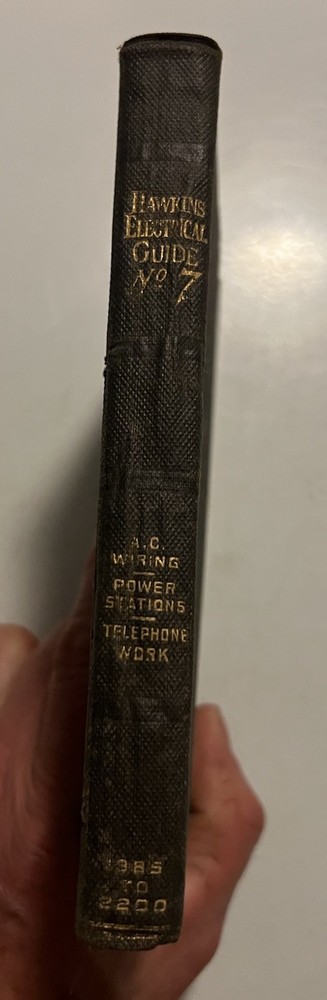 HAWKINS
ELECTRICAL
GUIDE
No 7
A.C.
WIRING
POWER
STATIONS
TELEPHONE
WORK
1985
TO
2200